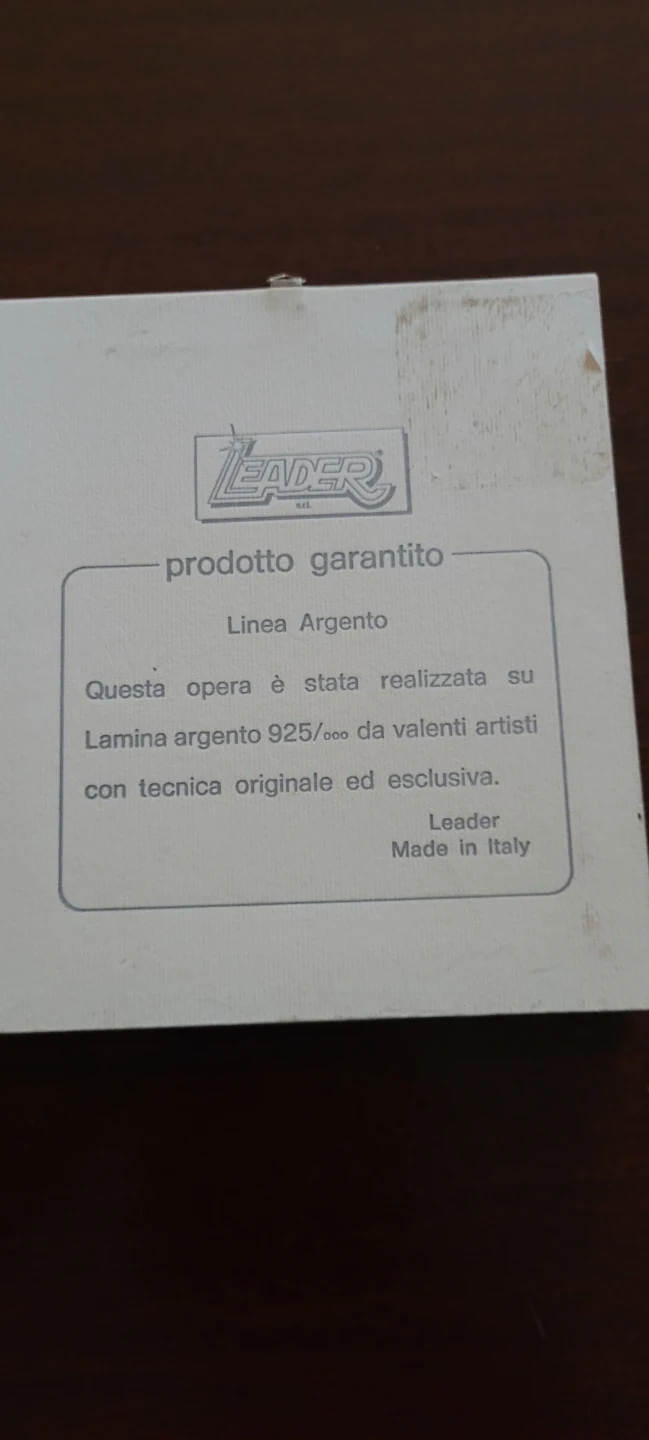 LEADER
s.r.l.
prodotto garantito
Linea Argento
Questa opera è stata realizzata su
Lamina argento 925/ooo da valenti artisti
con tecnica originale ed esclusiva.
Leader
Made in Italy